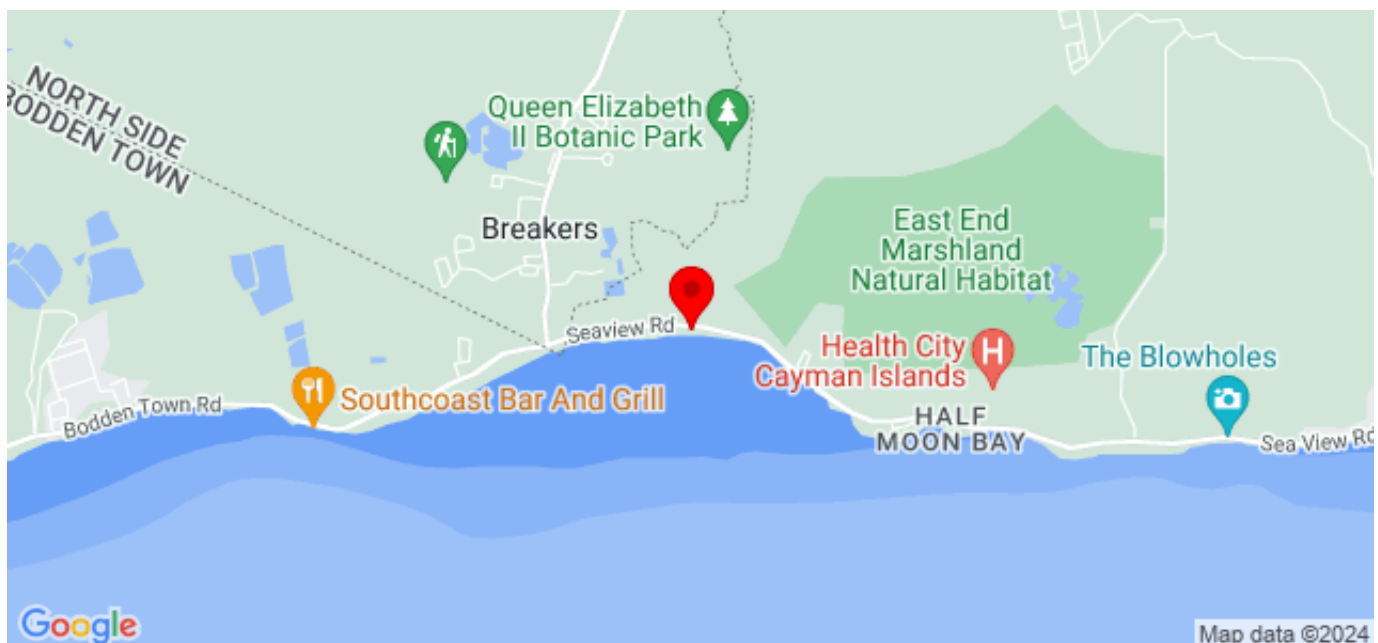 NORTH SIDE
BODDEN TOWN
Queen Elizabeth
II Botanic Park
Breakers
East End
Marshland
Natural Habitat
Seaview Rd
Health City
Cayman Islands
H
The Blowholes
Southcoast Bar And Grill
Bodden Town Rd
HALF
MOON BAY
Sea View Rd
Google
Map data ©2024